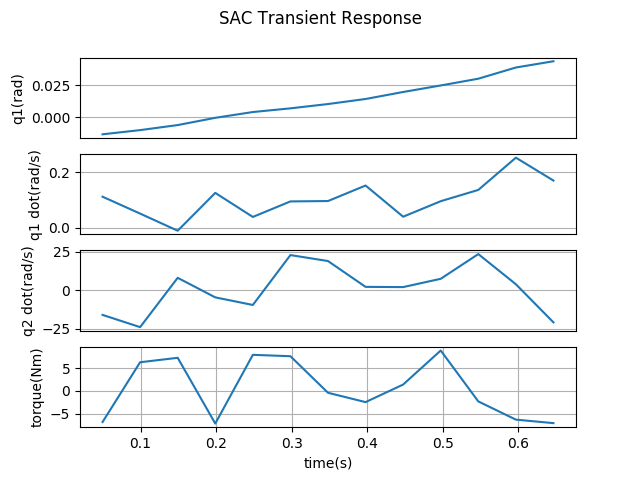 SAC Transient Response
q1(rad)
0.025
0.000
q1 dot(rad/s)
0.2
0.0
q2 dot(rad/s)
25
0
−25
torque(Nm)
5
0
−5
0.1 0.2 0.3 0.4 0.5 0.6
time(s)